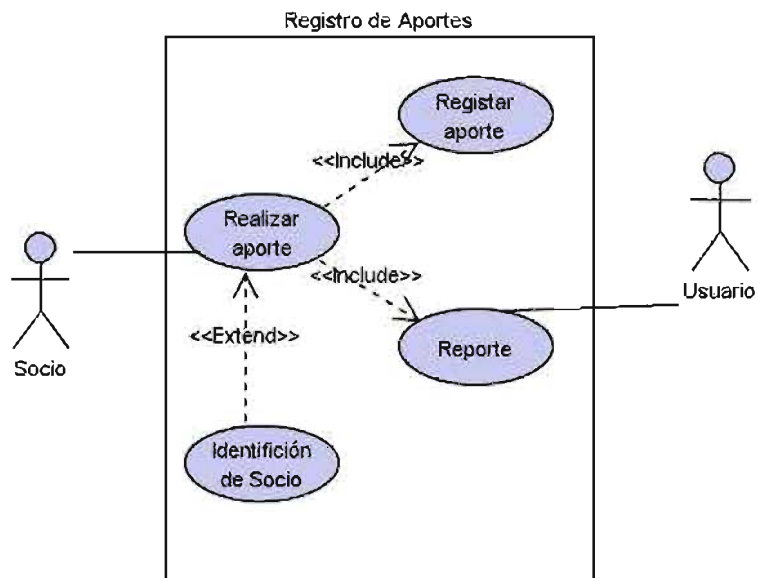 Registro de Aportes
Registar
aporte
<<Include>>
Realizar
aporte
<<Include>>
Usuario
<<Extend>>
Reporte
Socio
Identifición
de Socio